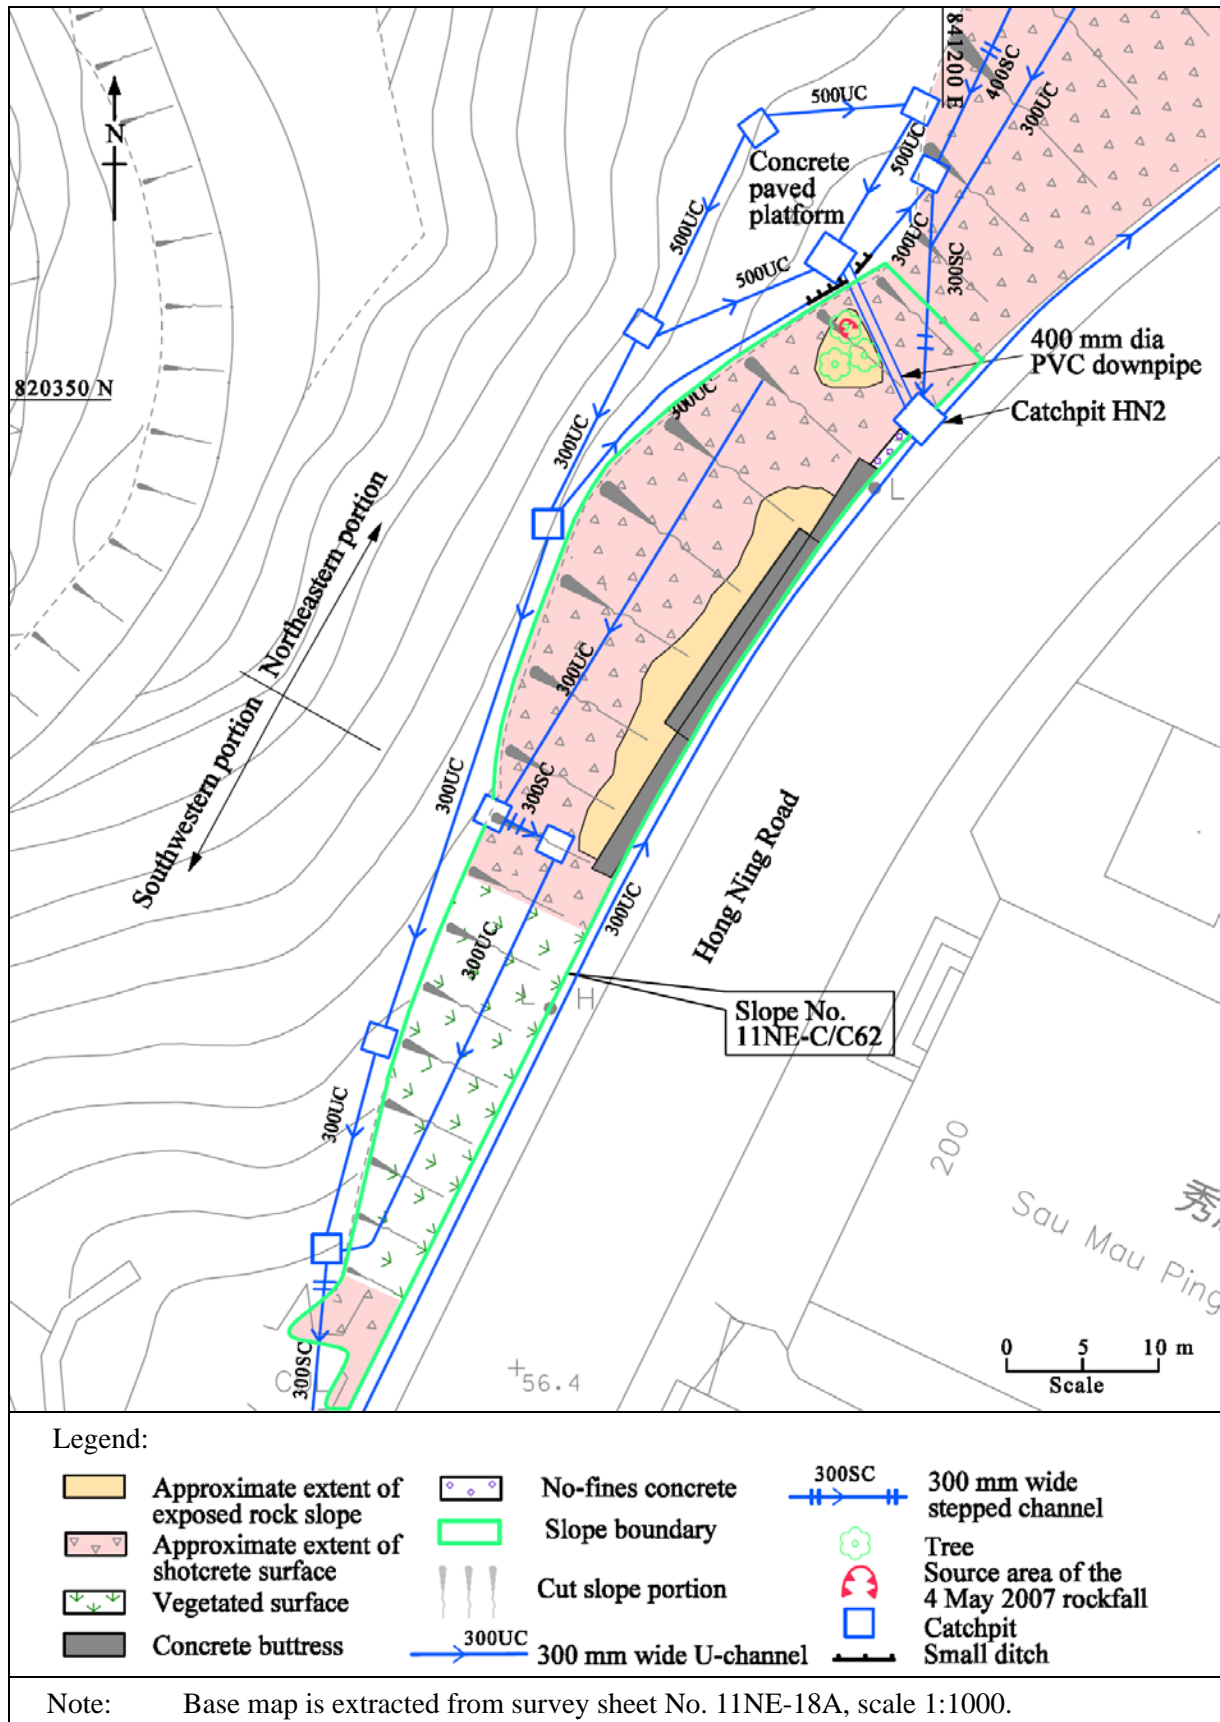 841200 E
400SC
300UC
500UC
500UC
N
Concrete
paved
platform
500UC
300UC
500UC
300SC
400 mm dia
PVC downpipe
820350 N
300UC
Catchpit HN2
300UC
L
Northeastern portion
300UC
Southwestern portion
300UC
300SC
Hong Ning Road
300UC
300UC
L
H
Slope No.
11NE-C/C62
300UC
200
秀
Sau Mau Ping
300SC
56.4
0 5 10 m
Scale
Legend:
Approximate extent of
exposed rock slope
Approximate extent of
shotcrete surface
Vegetated surface
Concrete buttress
No-fines concrete
Slope boundary
Cut slope portion
300UC
300 mm wide U-channel
300SC
300 mm wide
stepped channel
Tree
Source area of the
4 May 2007 rockfall
Catchpit
Small ditch
Note: Base map is extracted from survey sheet No. 11NE-18A, scale 1:1000.